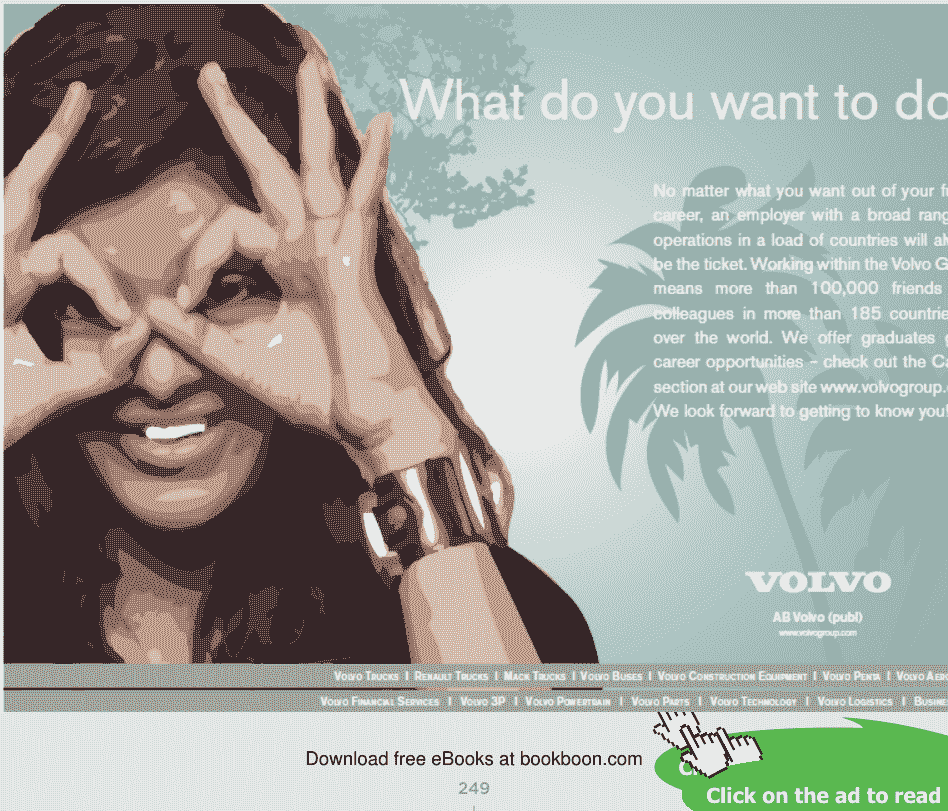 What do you want to do
No matter what you want out of your f
career, an employer with a broad rang
operations in a load of countries will al
be the ticket. Working within the Volvo G
means more than 100,000 friends
colleagues in more than 185 countrie
over the world. We offer graduates
career opportunities – check out the Ca
section at our web site www.volvogroup.
We look forward to getting to know you!
VOLVO
AB Volvo (publ)
www.volvogroup.com
Volvo Trucks | Renault Trucks | Mack Trucks | Volvo Buses | Volvo Construction Equipment | Volvo Penta | Volvo Aero
Volvo Financial Services | Volvo 3P | Volvo Powertrain | Volvo Parts | Volvo Technology | Volvo Logistics | Busine
Download free eBooks at bookboon.com
249
Click on the ad to read